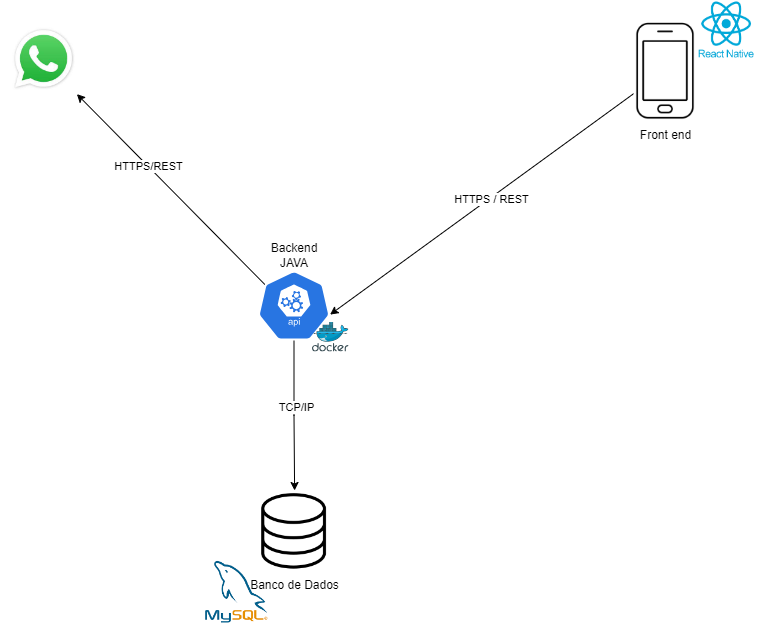 React Native
Front end
HTTPS/REST
HTTPS / REST
Backend
JAVA
api
docker
TCP/IP
Banco de Dados
MySQL®